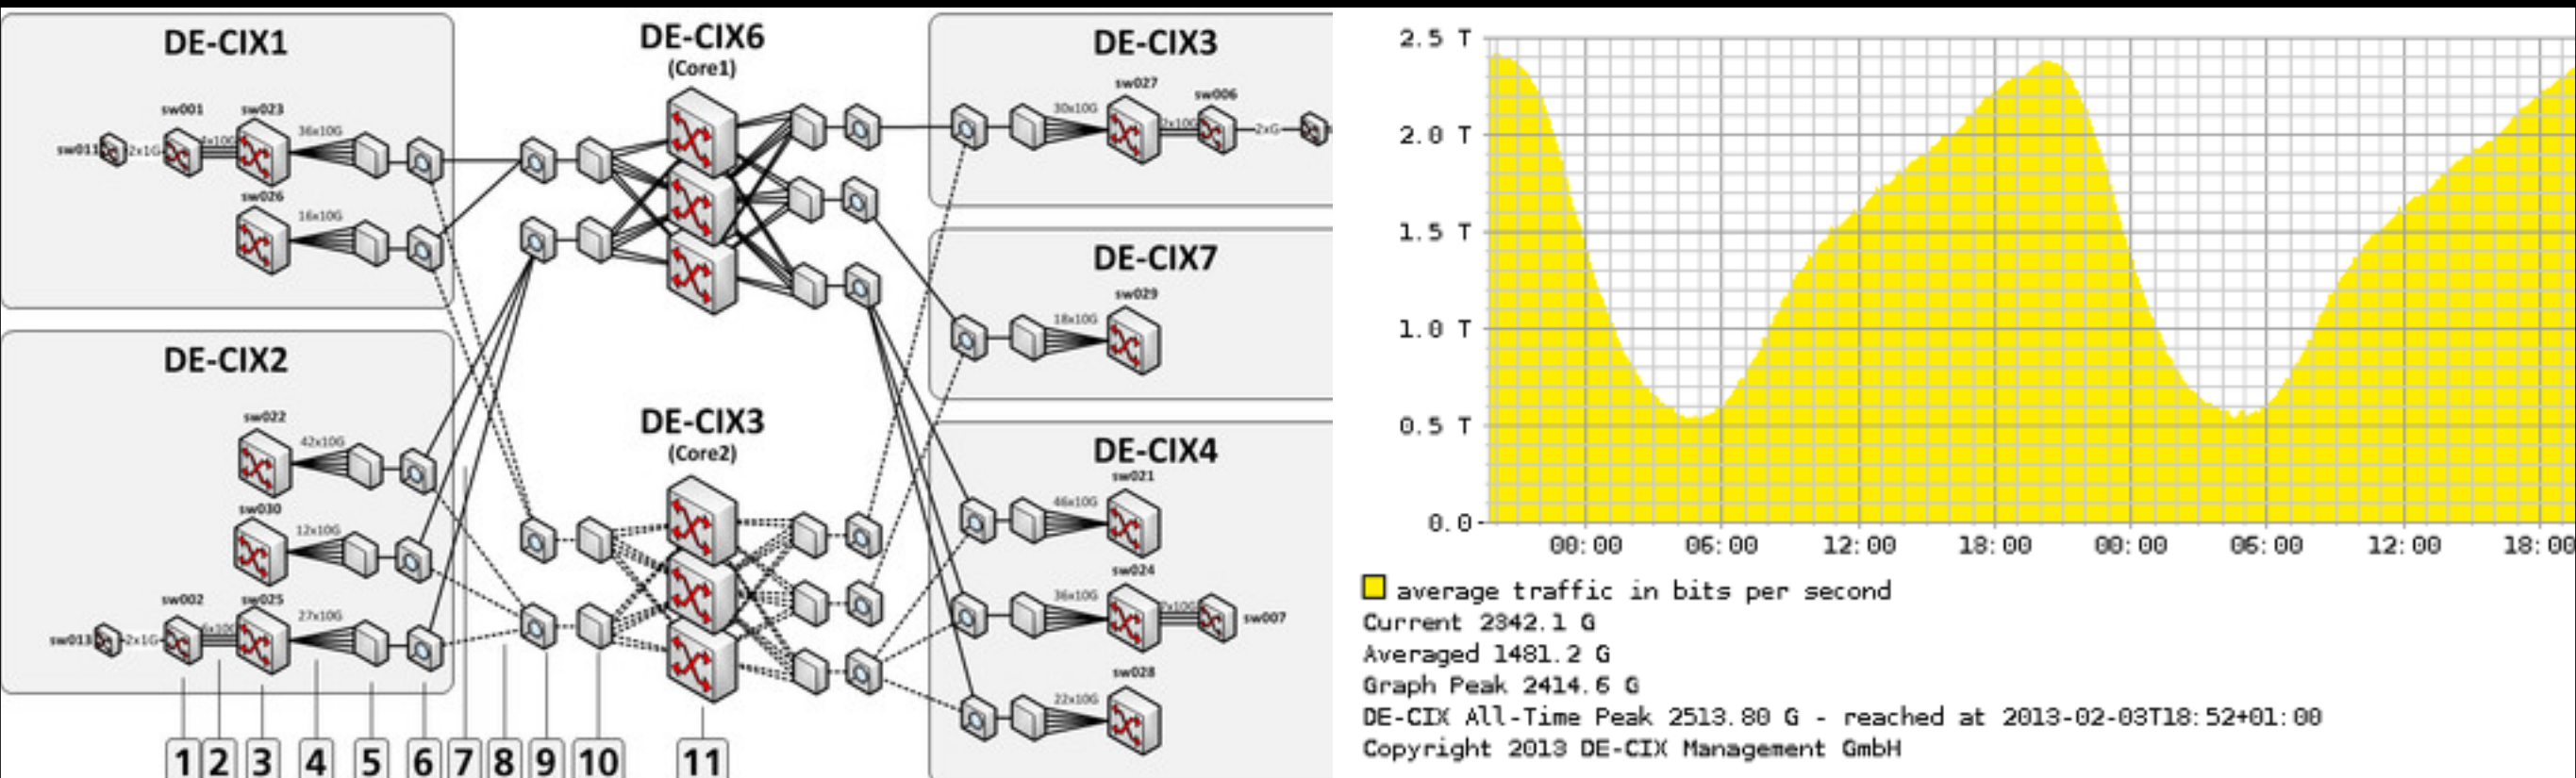 DE-CIX1
sw001
sw023
sw011
2x1G
4x10G
36x10G
sw026
16x10G
DE-CIX2
sw022
42x10G
sw030
12x10G
sw002
sw025
sw013
2x1G
6x10G
27x10G
1 2 3 4 5 6 7 8 9 10 11
DE-CIX6
(Core1)
DE-CIX3
(Core2)
DE-CIX3
sw027
sw006
30x10G
2x10G
2xG
DE-CIX7
sw029
18x10G
DE-CIX4
sw021
46x10G
sw024
36x10G
sw007
sw028
22x10G
2.5 T
2.0 T
1.5 T
1.0 T
0.5 T
0.0
00:00 06:00 12:00 18:00 00:00 06:00 12:00 18:00
average traffic in bits per second
Current 2342.1 G
Averaged 1481.2 G
Graph Peak 2414.6 G
DE-CIX All-Time Peak 2513.80 G - reached at 2013-02-03T18:52+01:00
Copyright 2013 DE-CIX Management GmbH